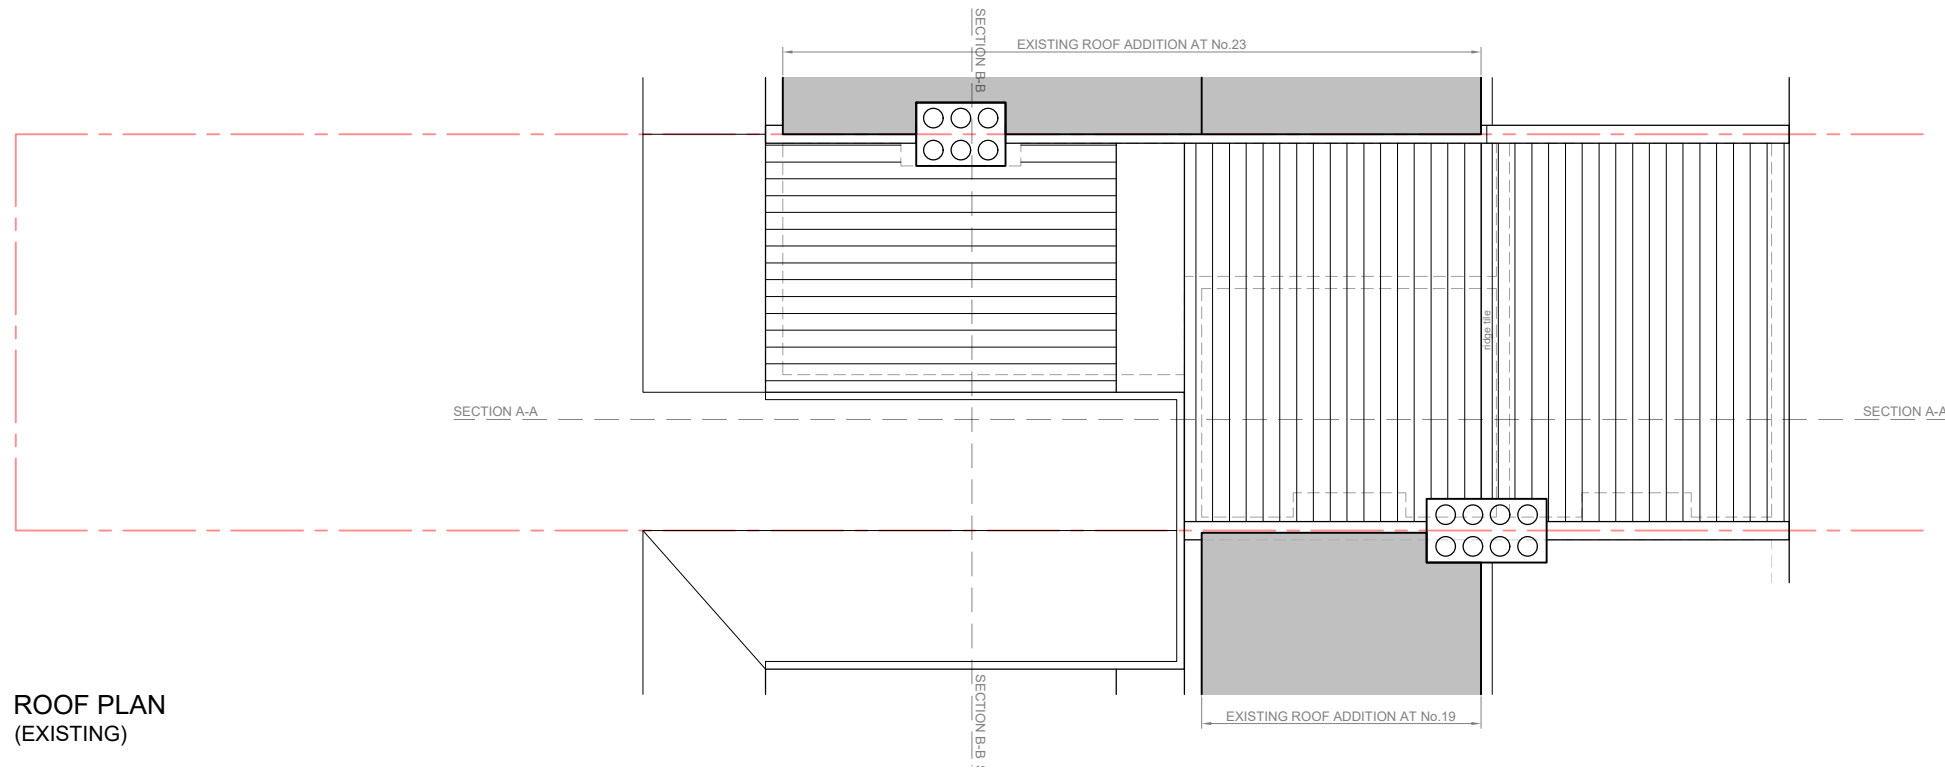 SECTION B-B
EXISTING ROOF ADDITION AT No.23
ridge tile
SECTION A-A
SECTION A-A
SECTION B-B
EXISTING ROOF ADDITION AT No.19
ROOF PLAN
(EXISTING)